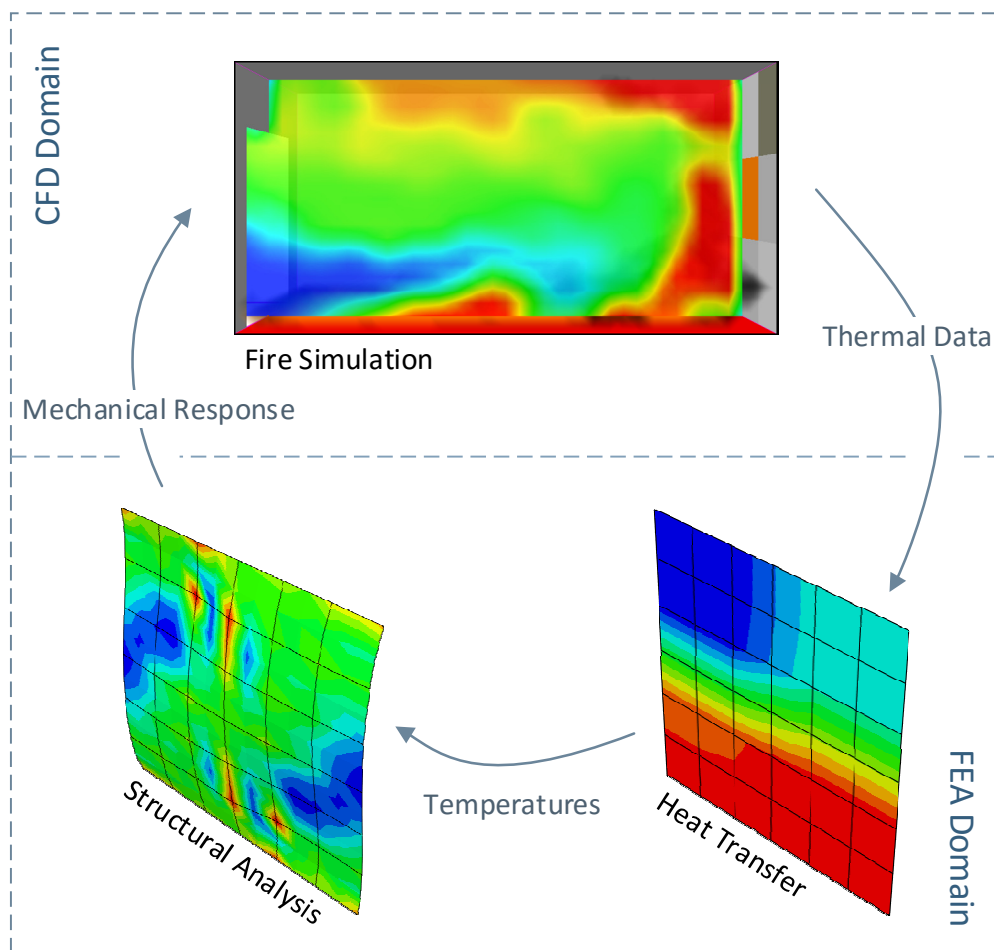 CFD Domain
Fire Simulation
Thermal Data
Mechanical Response
Structural Analysis
Temperatures
Heat Transfer
FEA Domain